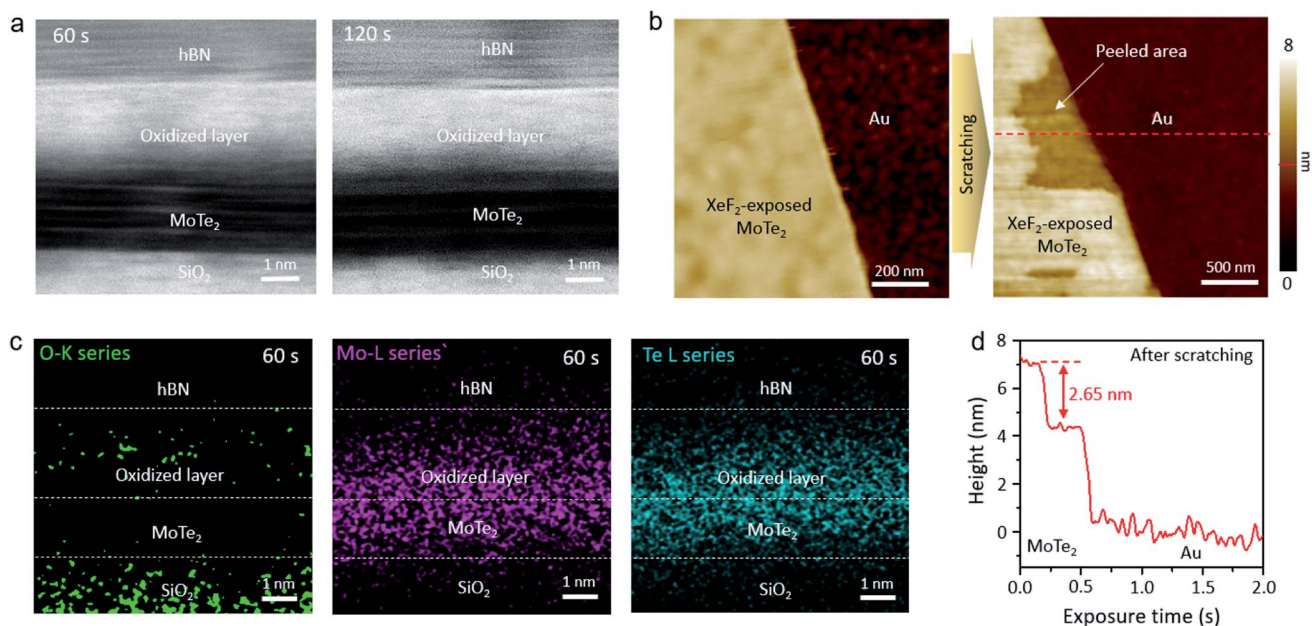 a
60 s
hBN
Oxidized layer
MoTe₂
SiO₂
1 nm
120 s
hBN
Oxidized layer
MoTe₂
SiO₂
1 nm
b
Au
XeF₂-exposed
MoTe₂
200 nm
Scratching
Peeled area
Au
XeF₂-exposed
MoTe₂
500 nm
8
nm
0
c
O-K series
60 s
hBN
Oxidized layer
MoTe₂
SiO₂
1 nm
Mo-L series`
60 s
hBN
Oxidized layer
MoTe₂
SiO₂
1 nm
Te L series
60 s
hBN
Oxidized layer
MoTe₂
SiO₂
1 nm
d
After scratching
2.65 nm
8
6
4
2
0
Height (nm)
MoTe₂
Au
0.0 0.5 1.0 1.5 2.0
Exposure time (s)